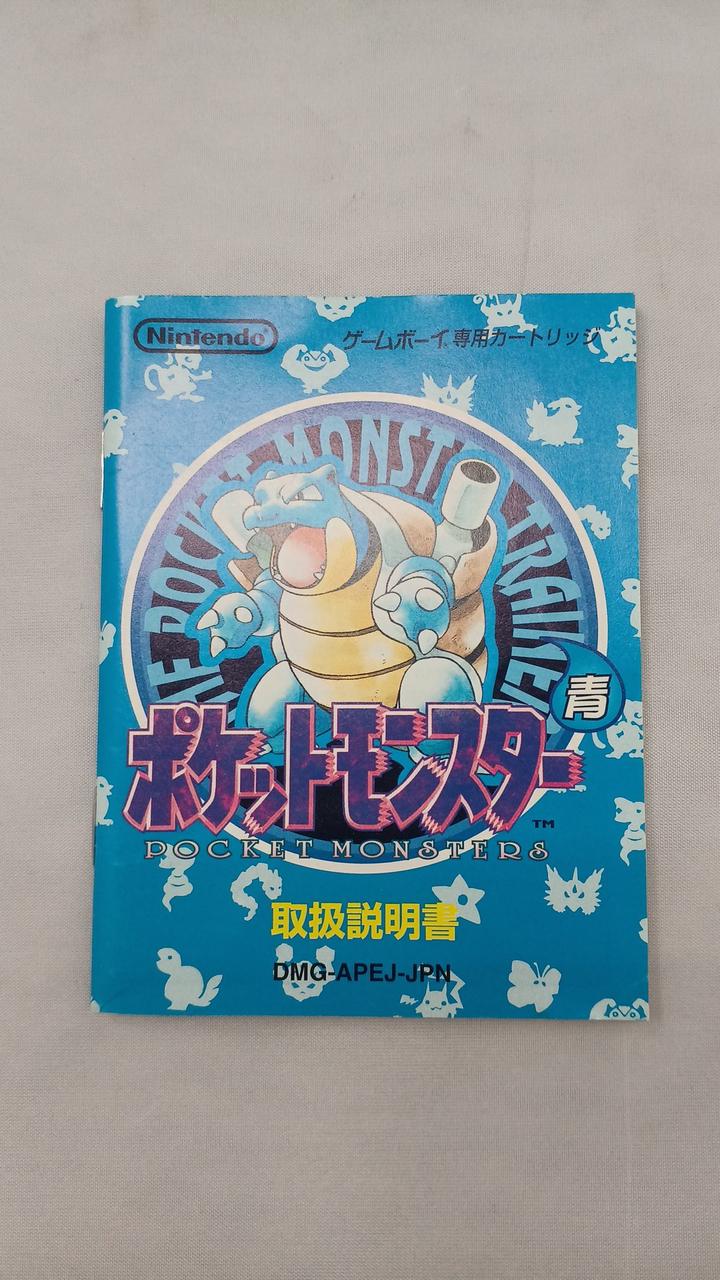 Nintendo®
ゲームボーイ専用カートリッジ
THE POCKET MONSTER TRAINER
青
ポケットモンスター
TM
POCKET MONSTERS
取扱説明書
DMG-APEJ-JPN